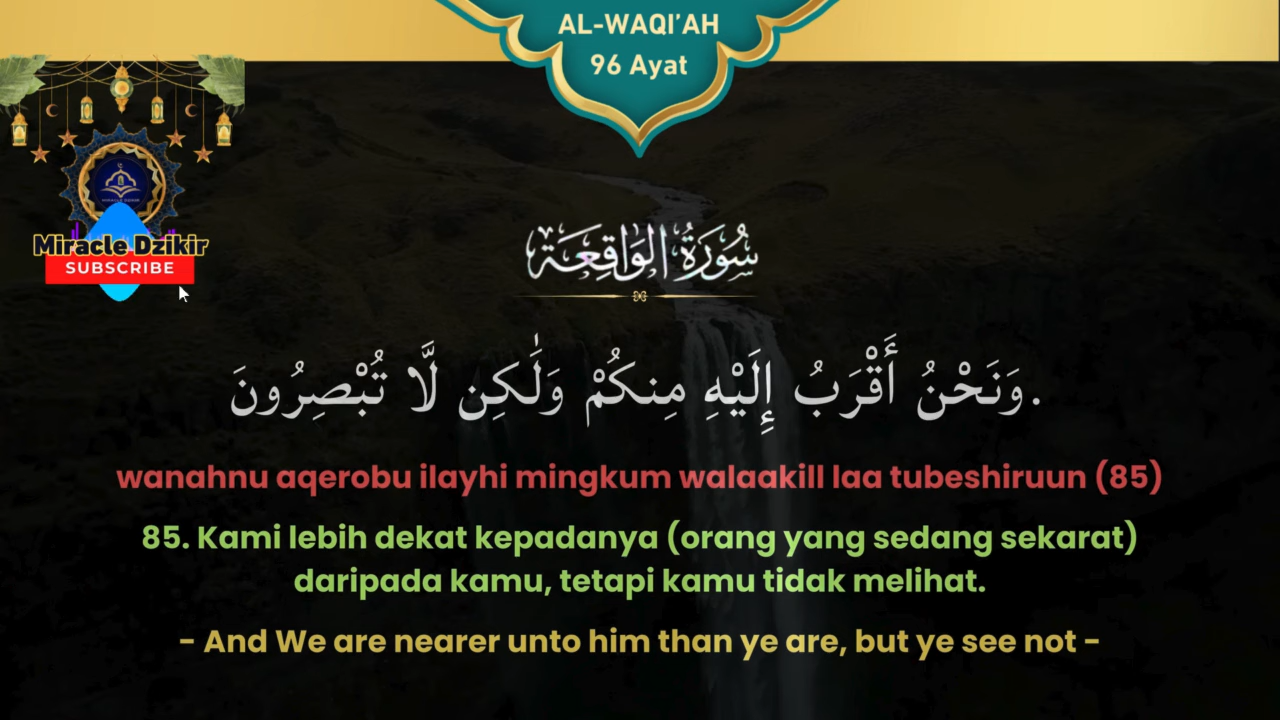 AL-WAQI'AH
96 Ayat
Miracle Dzikir
SUBSCRIBE
سُورَةُ الوَاقِعَة
وَنَحْنُ أَقْرَبُ إِلَيْهِ مِنكُمْ وَلَٰكِن لَّا تُبْصِرُونَ.
wanahnu aqerobu ilayhi mingkum walaakill laa tubeshiruun (85)
85. Kami lebih dekat kepadanya (orang yang sedang sekarat)
daripada kamu, tetapi kamu tidak melihat.
- And We are nearer unto him than ye are, but ye see not -